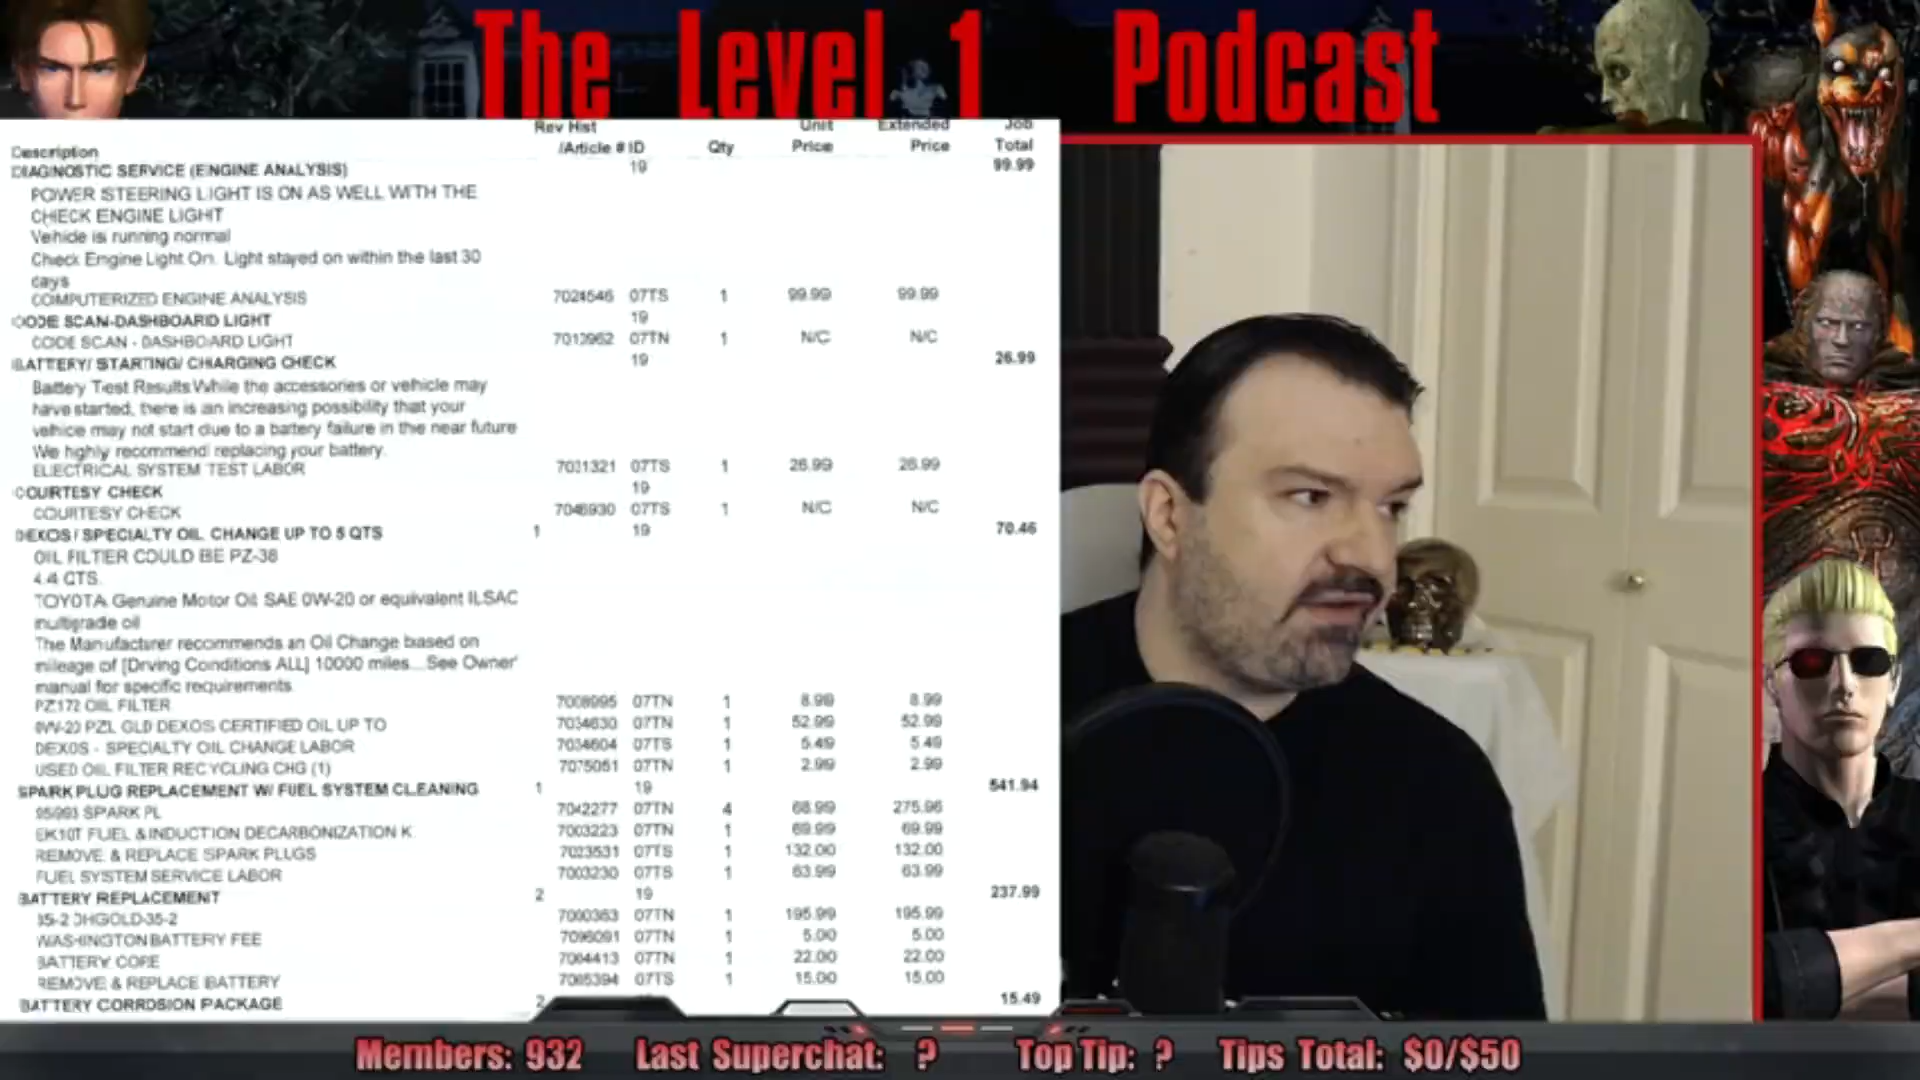 The Level 1 Podcast
Rev Hist Unit Extended Job
Description /Article # ID Qty Price Price Total
DIAGNOSTIC SERVICE (ENGINE ANALYSIS) 19 99.99
POWER STEERING LIGHT IS ON AS WELL WITH THE
CHECK ENGINE LIGHT
Vehicle is running normal
Check Engine Light On. Light stayed on within the last 30
days
COMPUTERIZED ENGINE ANALYSIS 7024546 07TS 1 99.99 99.99
CODE SCAN-DASHBOARD LIGHT 19
CODE SCAN - DASHBOARD LIGHT 7013962 07TN 1 N/C N/C
BATTERY/ STARTING/ CHARGING CHECK 19 26.99
Battery Test Results:While the accessories or vehicle may
have started, there is an increasing possibility that your
vehicle may not start due to a battery failure in the near future
We highly recommend replacing your battery.
ELECTRICAL SYSTEM TEST LABOR 7031321 07TS 1 26.99 26.99
COURTESY CHECK 19
COURTESY CHECK 7046930 07TS 1 N/C N/C
DEXOS / SPECIALTY OIL CHANGE UP TO 5 QTS 1 19 70.46
OIL FILTER COULD BE PZ-38
4.4 QTS.
TOYOTA Genuine Motor Oil: SAE 0W-20 or equivalent ILSAC
multigrade oil
The Manufacturer recommends an Oil Change based on
mileage of [Driving Conditions ALL] 10000 miles...See Owner'
manual for specific requirements.
PZ172 OIL FILTER 7008995 07TN 1 8.99 8.99
0W-20 PZL GLD DEXOS CERTIFIED OIL UP TO 7034630 07TN 1 52.99 52.99
DEXOS - SPECIALTY OIL CHANGE LABOR 7034604 07TS 1 5.49 5.49
USED OIL FILTER RECYCLING CHG (1) 7075051 07TN 1 2.99 2.99
SPARK PLUG REPLACEMENT W/ FUEL SYSTEM CLEANING 1 19 541.94
95093 SPARK PL 7042277 07TN 4 68.99 275.96
EK10T FUEL & INDUCTION DECARBONIZATION K 7003223 07TN 1 69.99 69.99
REMOVE & REPLACE SPARK PLUGS 7023531 07TS 1 132.00 132.00
FUEL SYSTEM SERVICE LABOR 7003230 07TS 1 63.99 63.99
BATTERY REPLACEMENT 2 19 237.99
35-2 DHGOLD-35-2 7000363 07TN 1 195.99 195.99
WASHINGTON BATTERY FEE 7096091 07TN 1 5.00 5.00
BATTERY CORE 7004413 07TN 1 22.00 22.00
REMOVE & REPLACE BATTERY 7065394 07TS 1 15.00 15.00
BATTERY CORROSION PACKAGE 2 15.49
Members: 932 Last Superchat: ? Top Tip: ? Tips Total: $0/$50